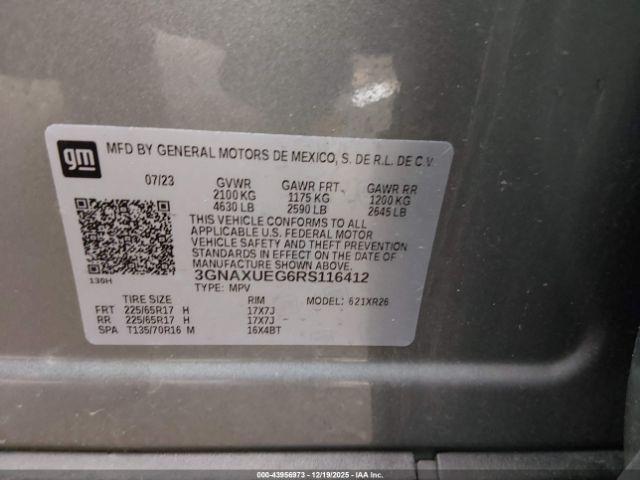 gm
MFD BY GENERAL MOTORS DE MEXICO, S. DE R.L. DE C.V.
07/23 GVWR GAWR FRT GAWR RR
2100 KG 1175 KG 1200 KG
4630 LB 2590 LB 2645 LB
THIS VEHICLE CONFORMS TO ALL
APPLICABLE U.S. FEDERAL MOTOR
VEHICLE SAFETY AND THEFT PREVENTION
STANDARDS IN EFFECT ON THE DATE OF
MANUFACTURE SHOWN ABOVE.
136H
3GNAXUEG6RS116412
TYPE: MPV
TIRE SIZE RIM MODEL: 621XR26
FRT 225/65R17 H 17X7J
RR 225/65R17 H 17X7J
SPA T135/70R16 M 16X4BT
ID: 43956973 - 12/19/2025 - IAA